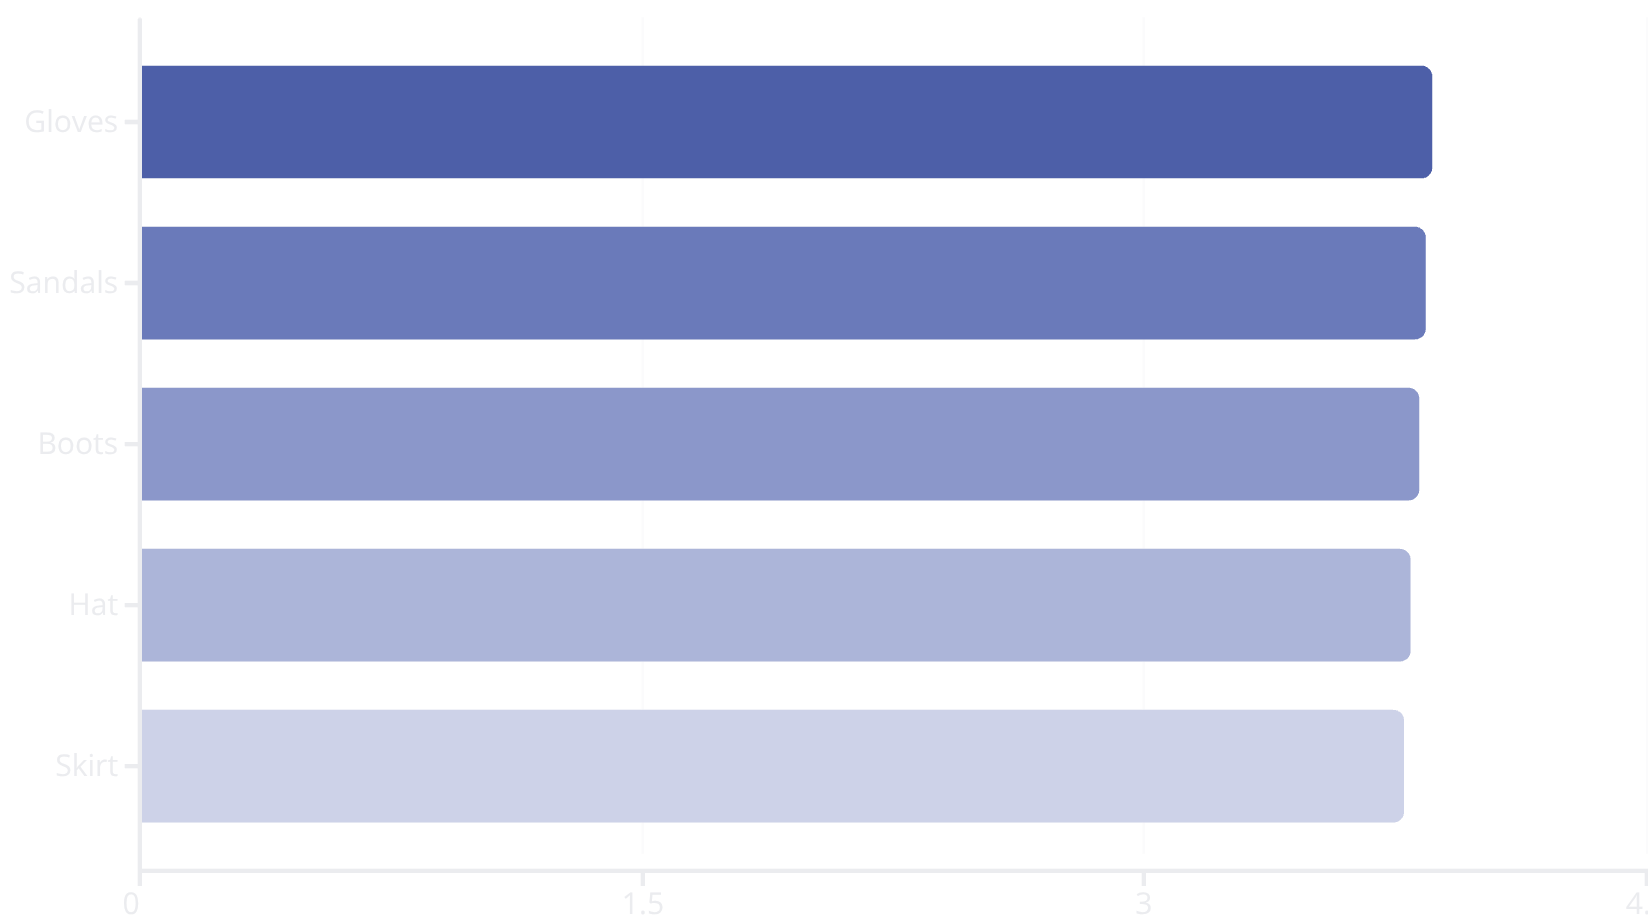 Gloves
Sandals
Boots
Hat
Skirt
0 1.5 3 4.